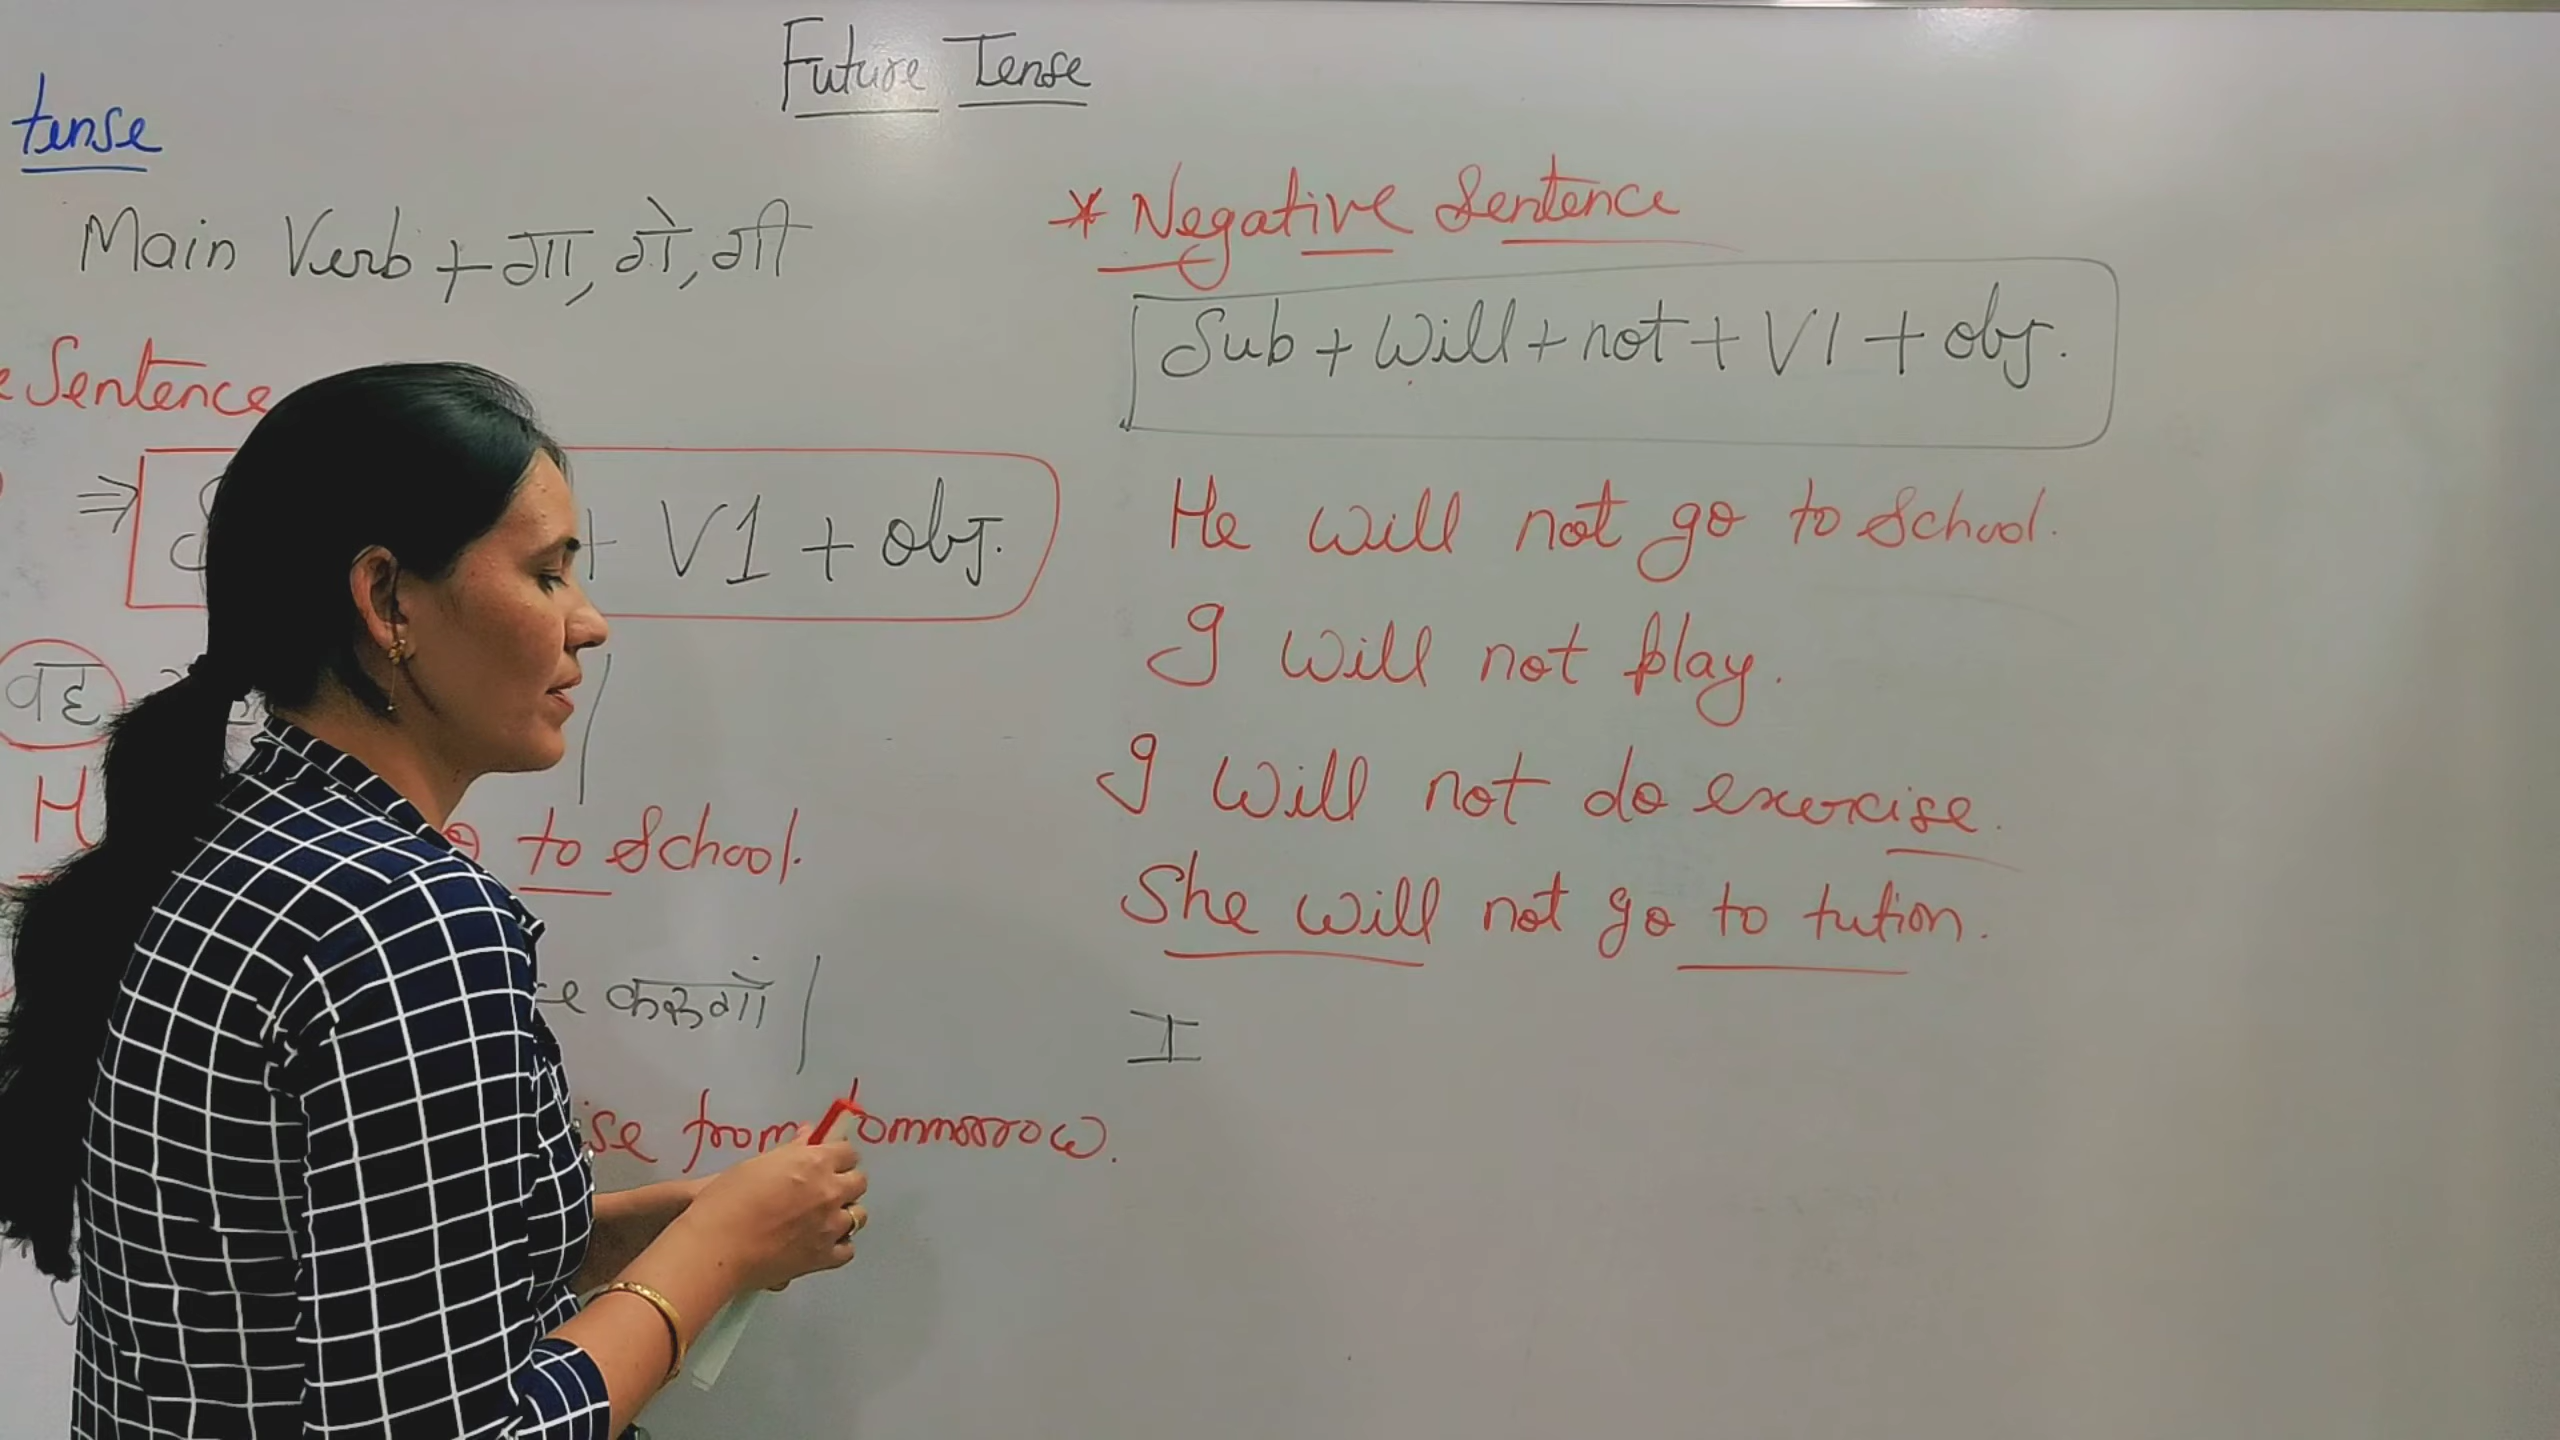 Future Tense
tense
Main Verb + गा, गे, गी
Sentence
⇒ + V1 + obj.
वह
H to School.
करूगां |
ise from tommorow.
* Negative Sentence
Sub + Will + not + V1 + obj.
He will not go to School.
I will not play.
I will not do exercise.
She will not go to tution.
I